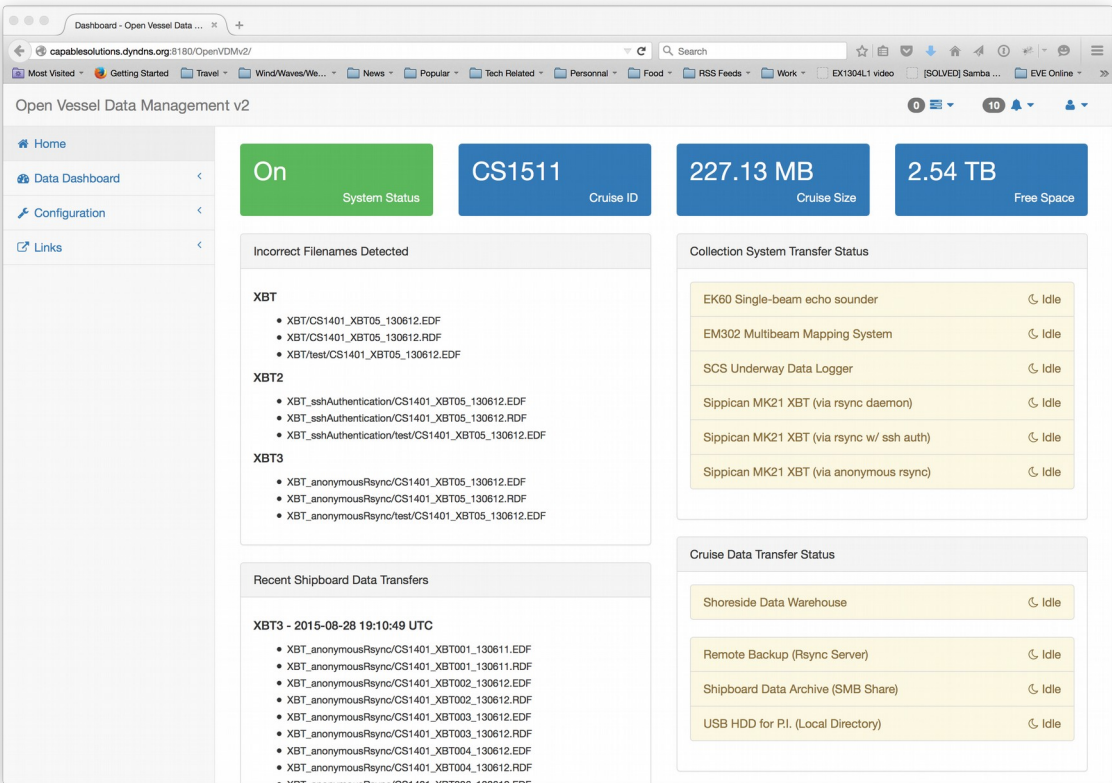 Dashboard - Open Vessel Data ...
capablesolutions.dyndns.org:8180/OpenVDMv2/
Search
Most Visited
Getting Started
Travel
Wind/Waves/We...
News
Popular
Tech Related
Personnal
Food
RSS Feeds
Work
EX1304L1 video
[SOLVED] Samba ...
EVE Online
Open Vessel Data Management v2
0
10
Home
Data Dashboard
Configuration
Links
On
System Status
CS1511
Cruise ID
227.13 MB
Cruise Size
2.54 TB
Free Space
Incorrect Filenames Detected
XBT
XBT/CS1401_XBT05_130612.EDF
XBT/CS1401_XBT05_130612.RDF
XBT/test/CS1401_XBT05_130612.EDF
XBT2
XBT_sshAuthentication/CS1401_XBT05_130612.EDF
XBT_sshAuthentication/CS1401_XBT05_130612.RDF
XBT_sshAuthentication/test/CS1401_XBT05_130612.EDF
XBT3
XBT_anonymousRsync/CS1401_XBT05_130612.EDF
XBT_anonymousRsync/CS1401_XBT05_130612.RDF
XBT_anonymousRsync/test/CS1401_XBT05_130612.EDF
Recent Shipboard Data Transfers
XBT3 - 2015-08-28 19:10:49 UTC
XBT_anonymousRsync/CS1401_XBT001_130611.EDF
XBT_anonymousRsync/CS1401_XBT001_130611.RDF
XBT_anonymousRsync/CS1401_XBT002_130612.EDF
XBT_anonymousRsync/CS1401_XBT002_130612.RDF
XBT_anonymousRsync/CS1401_XBT003_130612.EDF
XBT_anonymousRsync/CS1401_XBT003_130612.RDF
XBT_anonymousRsync/CS1401_XBT004_130612.EDF
XBT_anonymousRsync/CS1401_XBT004_130612.RDF
Collection System Transfer Status
EK60 Single-beam echo sounder Idle
EM302 Multibeam Mapping System Idle
SCS Underway Data Logger Idle
Sippican MK21 XBT (via rsync daemon) Idle
Sippican MK21 XBT (via rsync w/ ssh auth) Idle
Sippican MK21 XBT (via anonymous rsync) Idle
Cruise Data Transfer Status
Shoreside Data Warehouse Idle
Remote Backup (Rsync Server) Idle
Shipboard Data Archive (SMB Share) Idle
USB HDD for P.I. (Local Directory) Idle